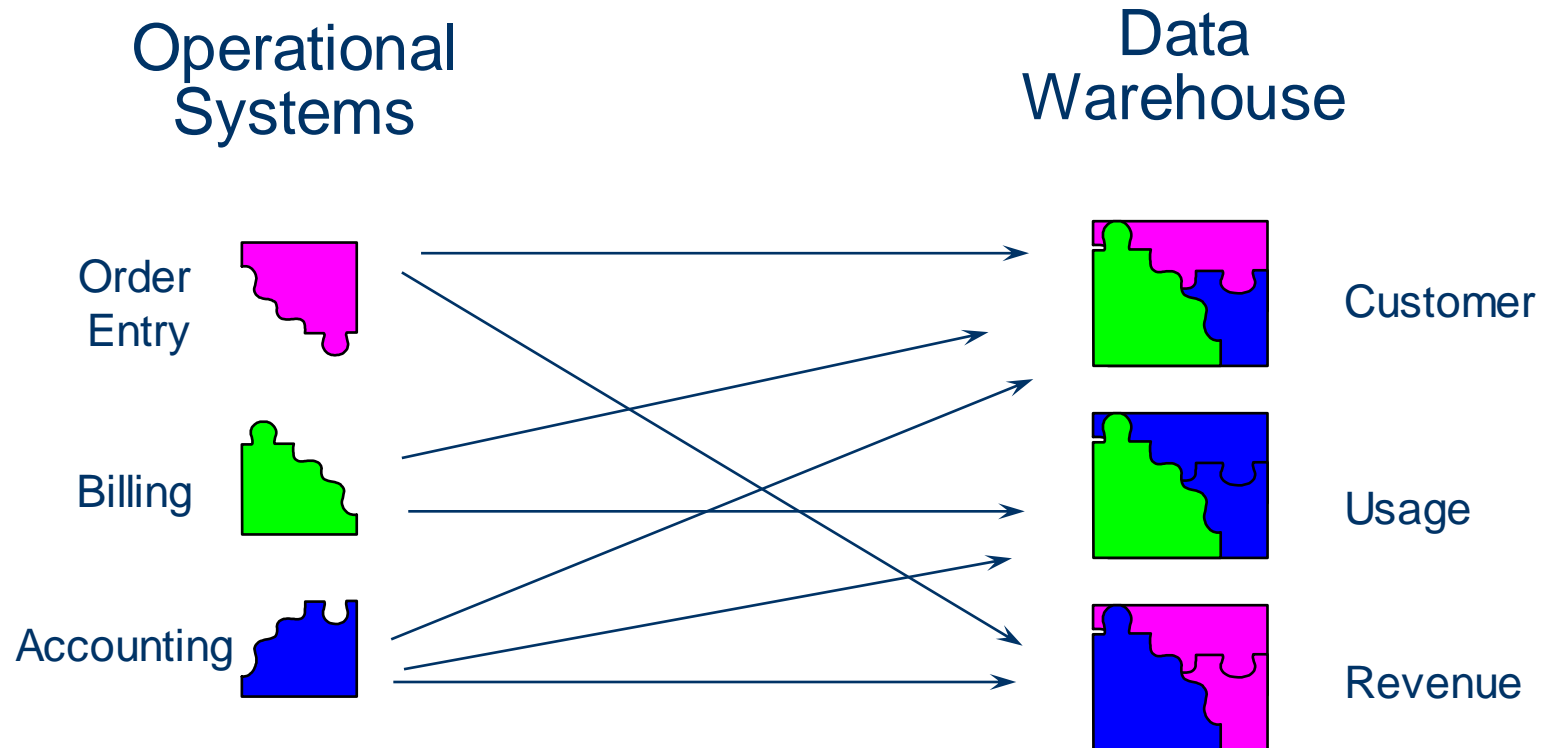 Operational
Systems
Data
Warehouse
Order
Entry
Customer
Billing
Usage
Accounting
Revenue